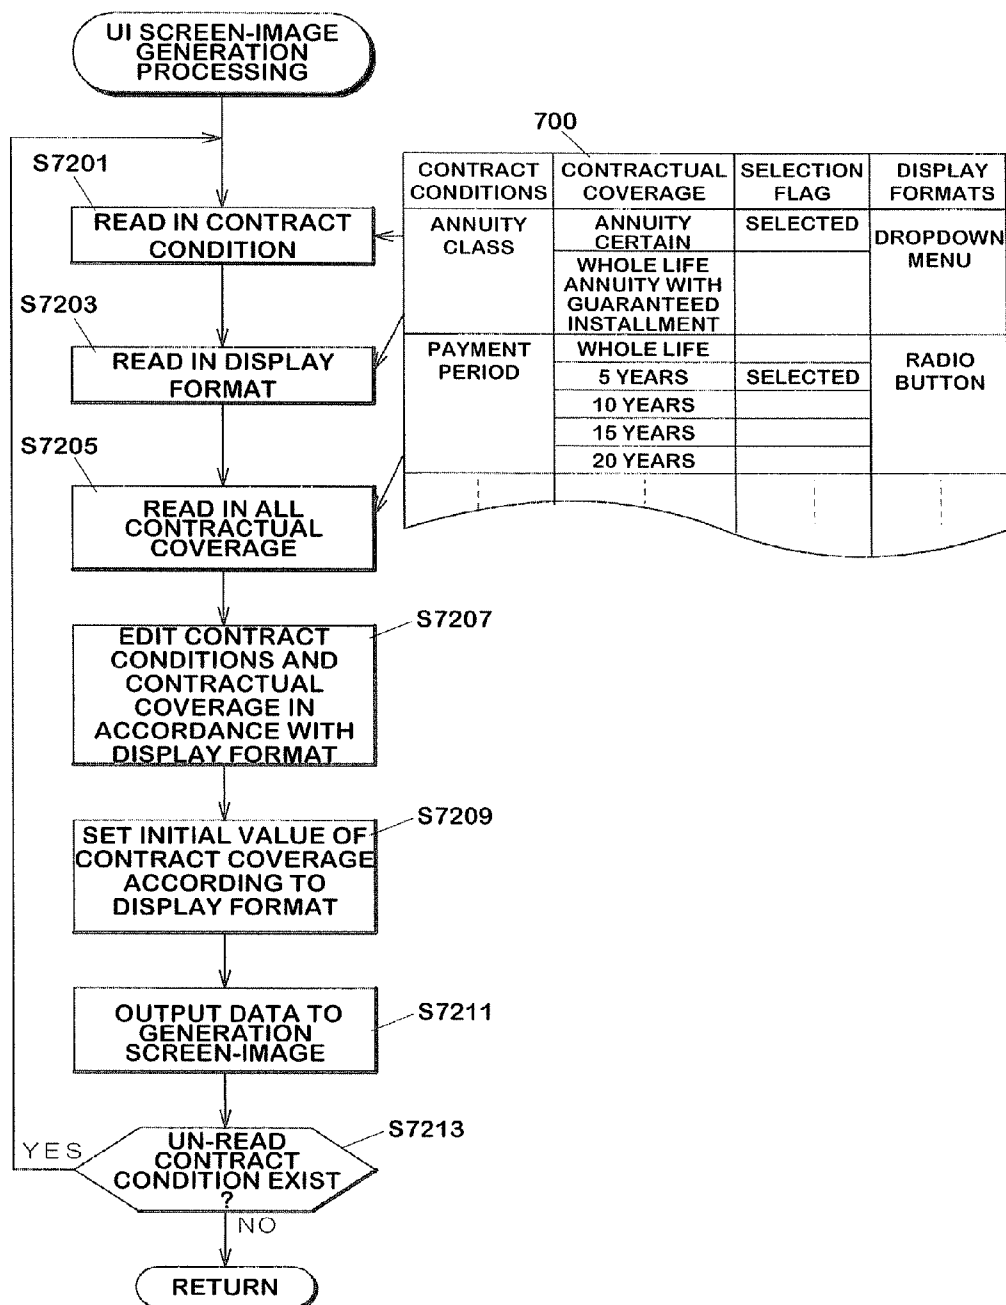 UI SCREEN-IMAGE
GENERATION
PROCESSING
S7201
READ IN CONTRACT
CONDITION
S7203
READ IN DISPLAY
FORMAT
S7205
READ IN ALL
CONTRACTUAL
COVERAGE
700
CONTRACT
CONDITIONS
CONTRACTUAL
COVERAGE
SELECTION
FLAG
DISPLAY
FORMATS
ANNUITY
CLASS
ANNUITY
CERTAIN
SELECTED
DROPDOWN
MENU
WHOLE LIFE
ANNUITY WITH
GUARANTEED
INSTALLMENT
PAYMENT
PERIOD
WHOLE LIFE
RADIO
BUTTON
5 YEARS
SELECTED
10 YEARS
15 YEARS
20 YEARS
S7207
EDIT CONTRACT
CONDITIONS AND
CONTRACTUAL
COVERAGE IN
ACCORDANCE WITH
DISPLAY FORMAT
S7209
SET INITIAL VALUE OF
CONTRACT COVERAGE
ACCORDING TO
DISPLAY FORMAT
S7211
OUTPUT DATA TO
GENERATION
SCREEN-IMAGE
S7213
YES
UN-READ
CONTRACT
CONDITION EXIST
?
NO
RETURN